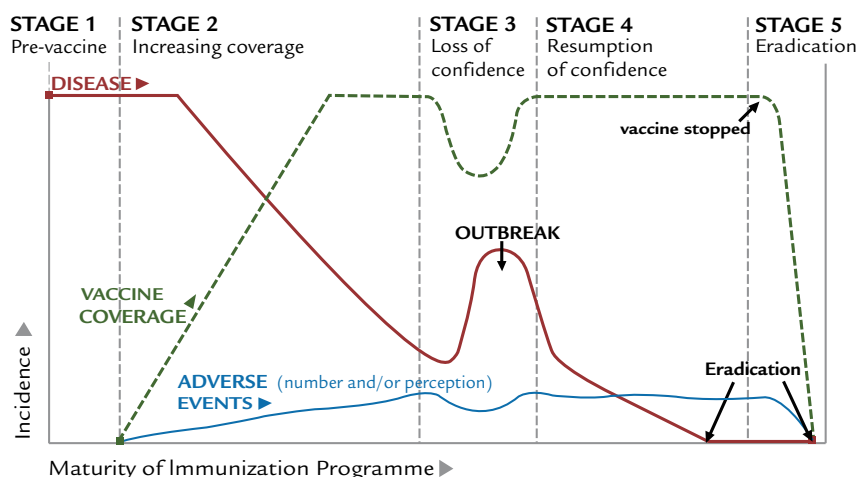 STAGE 1
Pre-vaccine
STAGE 2
Increasing coverage
STAGE 3
Loss of
confidence
STAGE 4
Resumption
of confidence
STAGE 5
Eradication
DISEASE ►
vaccine stopped
OUTBREAK
VACCINE
COVERAGE
ADVERSE (number and/or perception)
EVENTS ►
Eradication
Incidence ►
Maturity of Immunization Programme ►